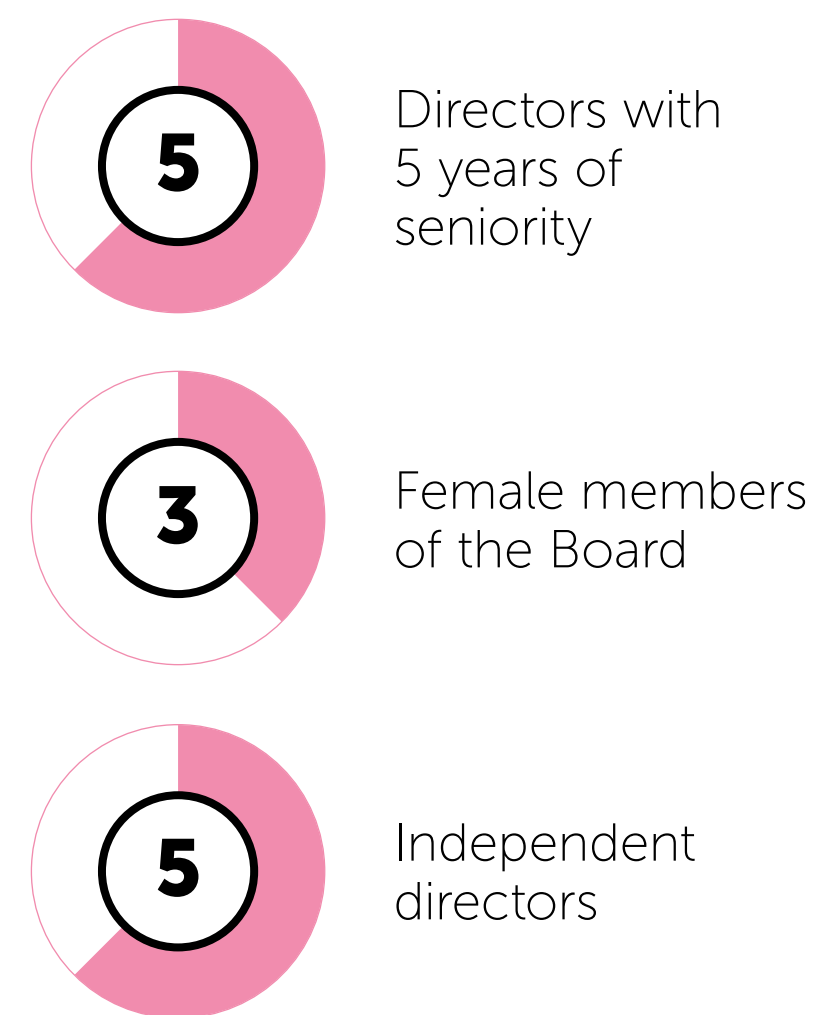 5
Directors with
5 years of
seniority
3
Female members
of the Board
5
Independent
directors